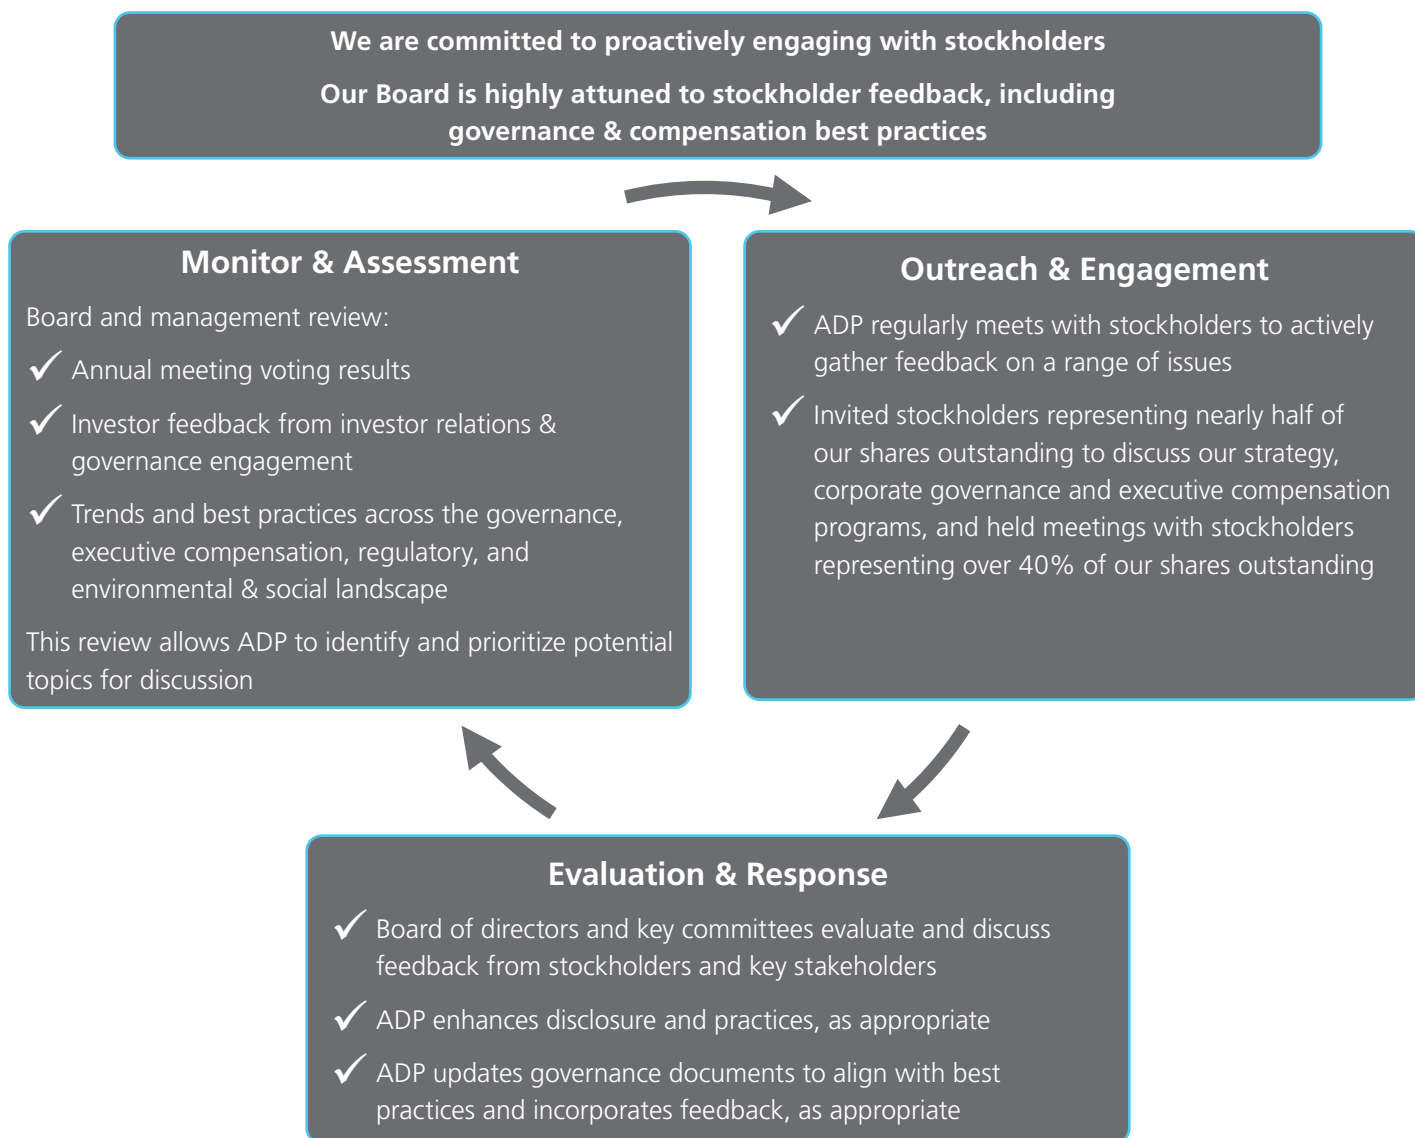 We are committed to proactively engaging with stockholders
Our Board is highly attuned to stockholder feedback, including
governance & compensation best practices
Monitor & Assessment
Board and management review:
Annual meeting voting results
Investor feedback from investor relations &
governance engagement
Trends and best practices across the governance,
executive compensation, regulatory, and
environmental & social landscape
This review allows ADP to identify and prioritize potential
topics for discussion
Outreach & Engagement
ADP regularly meets with stockholders to actively
gather feedback on a range of issues
Invited stockholders representing nearly half of
our shares outstanding to discuss our strategy,
corporate governance and executive compensation
programs, and held meetings with stockholders
representing over 40% of our shares outstanding
Evaluation & Response
Board of directors and key committees evaluate and discuss
feedback from stockholders and key stakeholders
ADP enhances disclosure and practices, as appropriate
ADP updates governance documents to align with best
practices and incorporates feedback, as appropriate